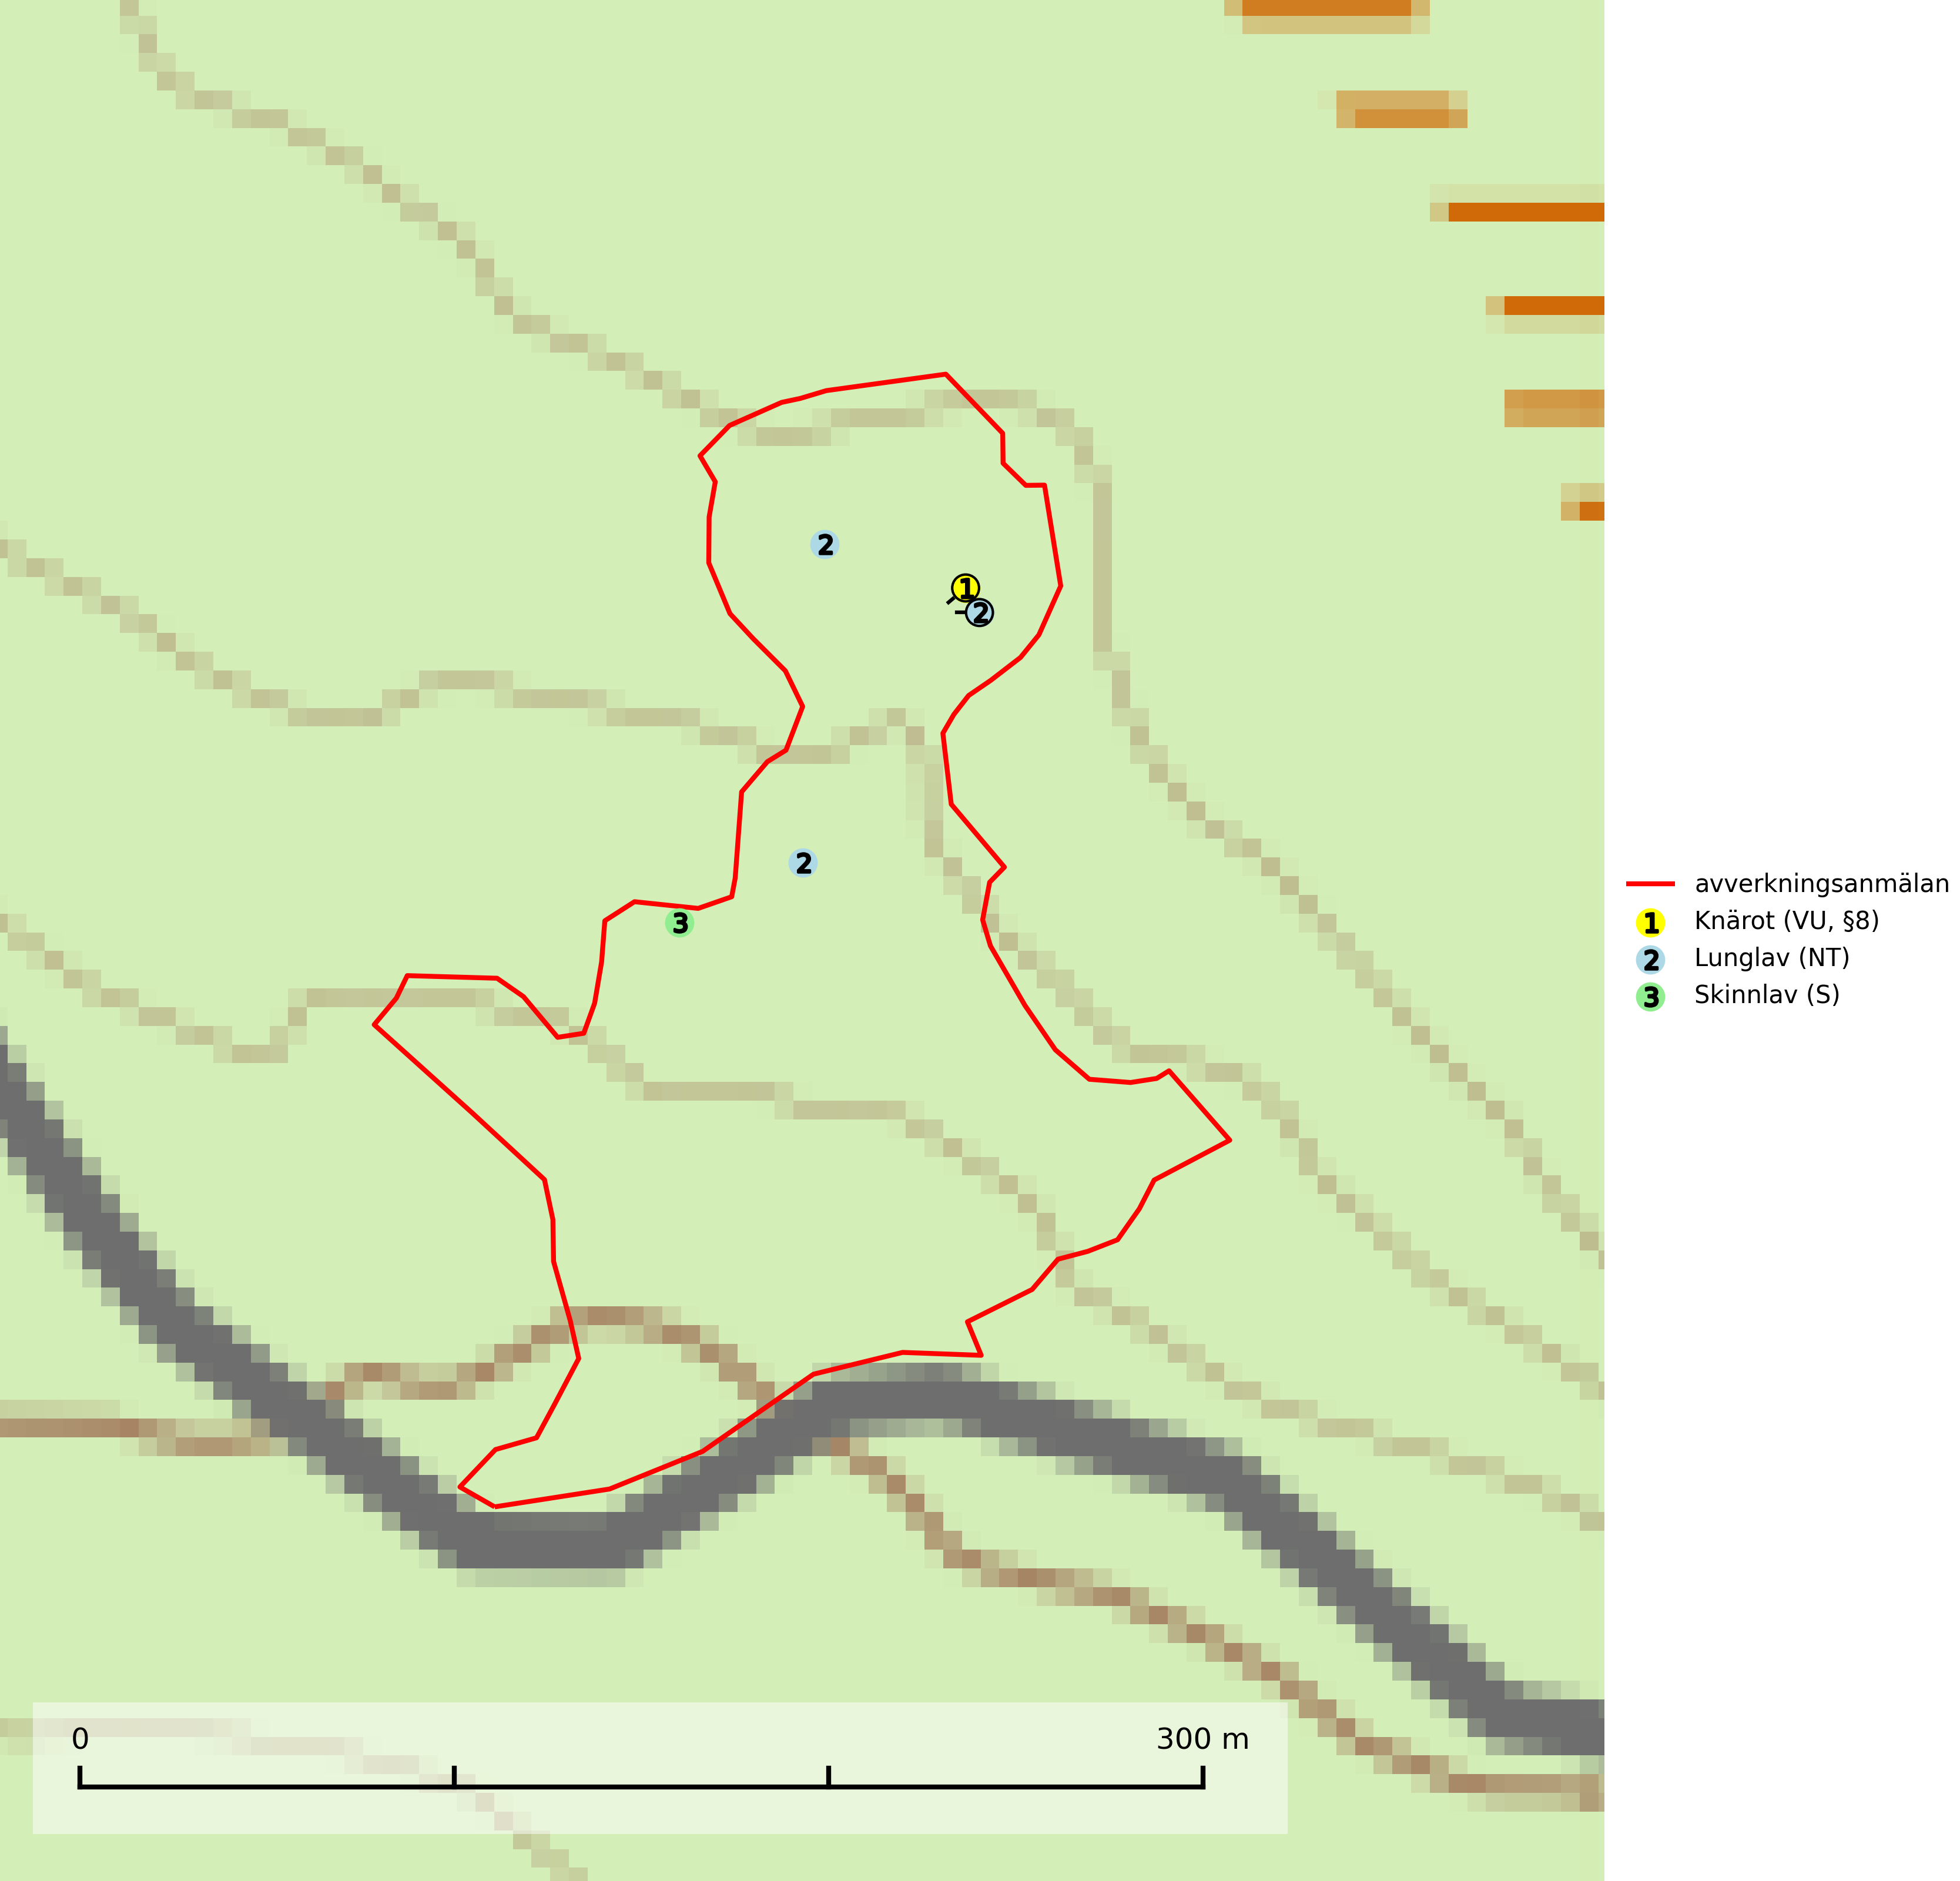 2
1
2
2
3
avverkningsanmälan
1 Knärot (VU, §8)
2 Lunglav (NT)
3 Skinnlav (S)
0 300 m